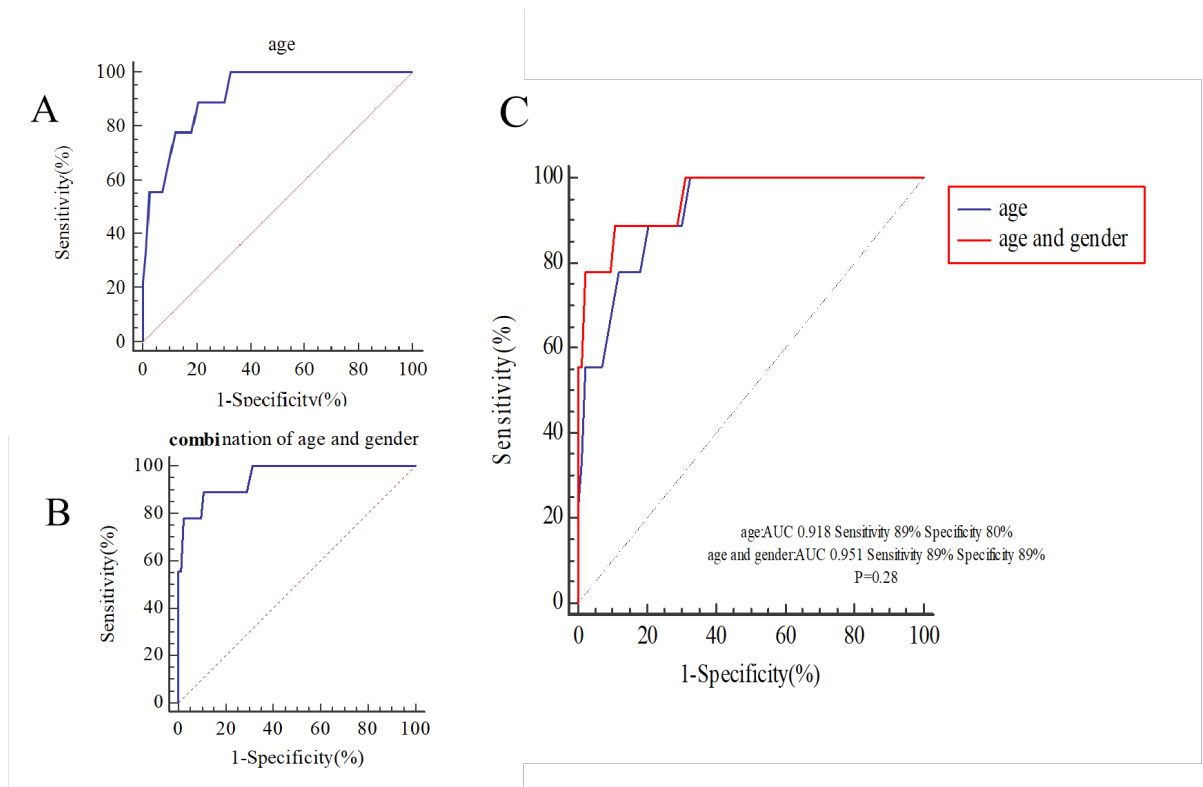 A
age
Sensitivity(%)
100
80
60
40
20
0
0 20 40 60 80 100
1-Specificity(%)
B
combination of age and gender
Sensitivity(%)
100
80
60
40
20
0
0 20 40 60 80 100
1-Specificity(%)
C
Sensitivity(%)
100
80
60
40
20
0
0 20 40 60 80 100
1-Specificity(%)
age
age and gender
age:AUC 0.918 Sensitivity 89% Specificity 80%
age and gender:AUC 0.951 Sensitivity 89% Specificity 89%
P=0.28